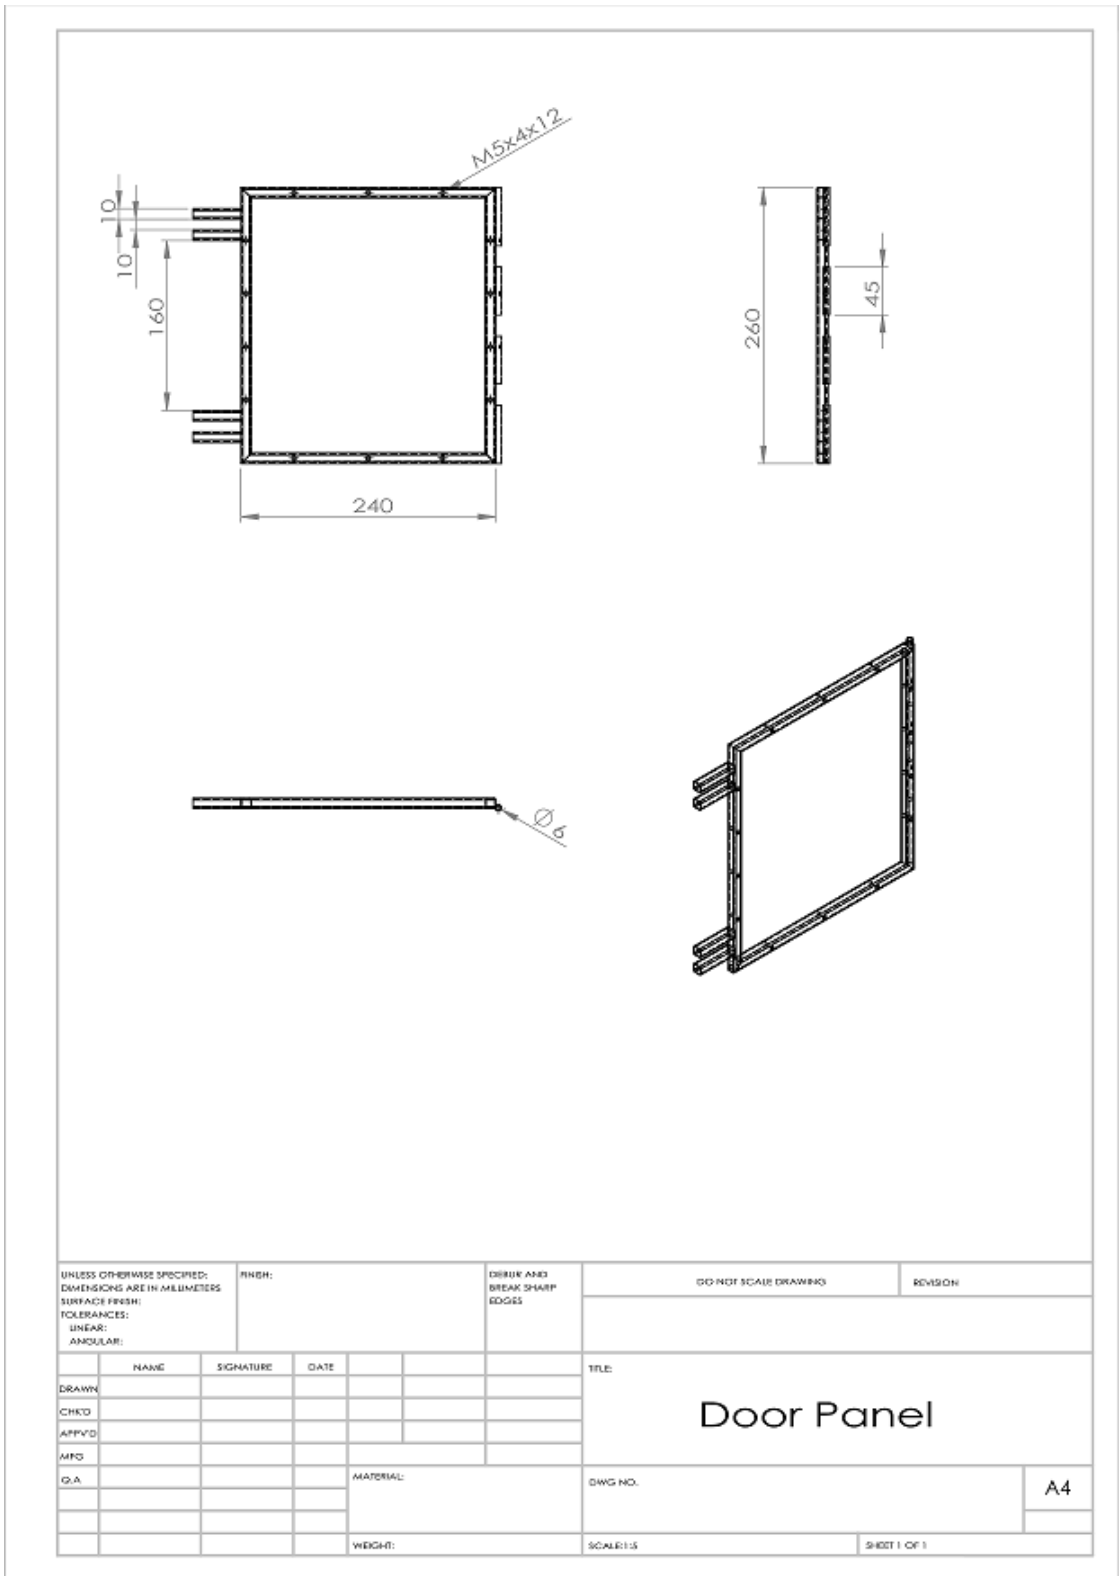 M5x4x12
10
10
160
240
260
45
Ø6
UNLESS OTHERWISE SPECIFIED:
DIMENSIONS ARE IN MILLIMETERS
SURFACE FINISH:
TOLERANCES:
LINEAR:
ANGULAR:
FINISH:
DEBUR AND
BREAK SHARP
EDGES
DO NOT SCALE DRAWING
REVISION
NAME
SIGNATURE
DATE
DRAWN
CHK'D
APPV'D
MFG
Q.A
MATERIAL:
WEIGHT:
TITLE:
Door Panel
DWG NO.
A4
SCALE:1:5
SHEET 1 OF 1